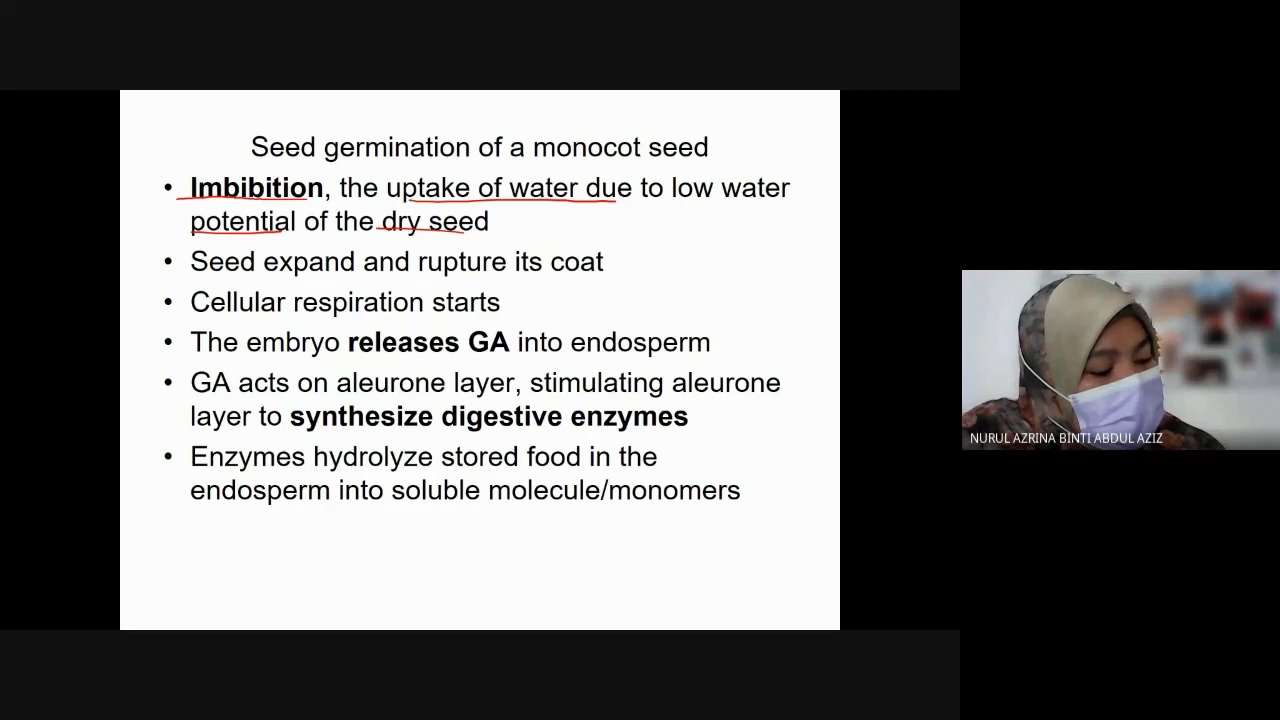 Seed germination of a monocot seed
• Imbibition, the uptake of water due to low water
potential of the dry seed
• Seed expand and rupture its coat
• Cellular respiration starts
• The embryo releases GA into endosperm
• GA acts on aleurone layer, stimulating aleurone
layer to synthesize digestive enzymes
• Enzymes hydrolyze stored food in the
endosperm into soluble molecule/monomers
NURUL AZRINA BINTI ABDUL AZIZ